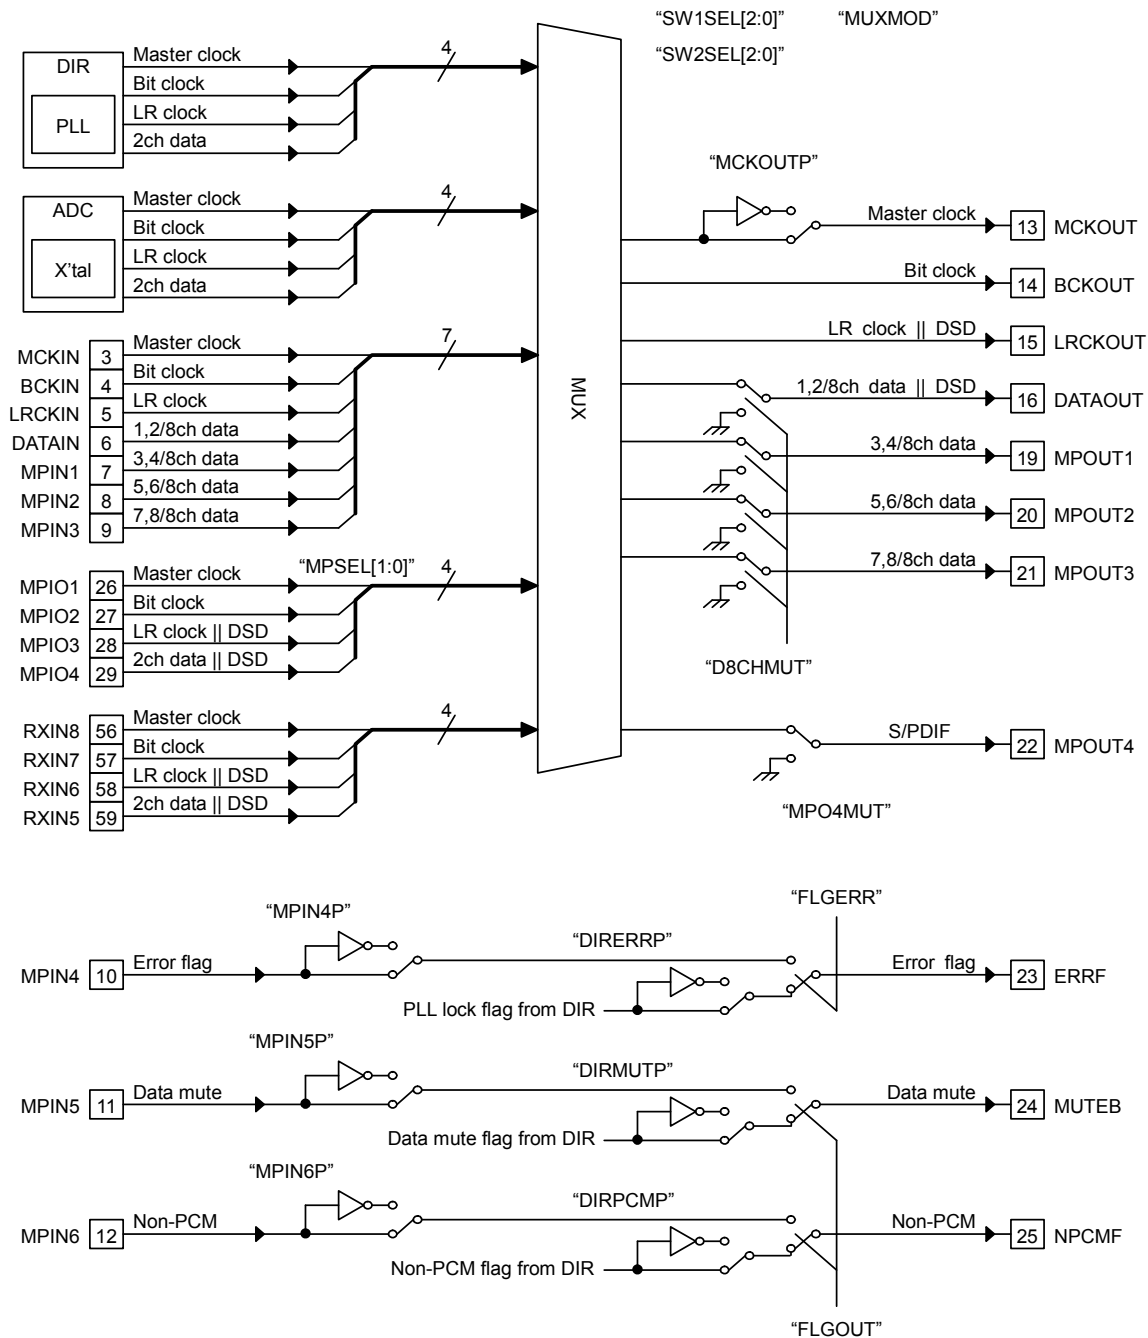 “SW1SEL[2:0]” “MUXMOD”
“SW2SEL[2:0]”
DIR
PLL
Master clock
Bit clock
LR clock
2ch data
4
ADC
X’tal
Master clock
Bit clock
LR clock
2ch data
4
MCKIN 3 Master clock
BCKIN 4 Bit clock
LRCKIN 5 LR clock
DATAIN 6 1,2/8ch data
MPIN1 7 3,4/8ch data
MPIN2 8 5,6/8ch data
MPIN3 9 7,8/8ch data
7
“MPSEL[1:0]”
MPIO1 26 Master clock
MPIO2 27 Bit clock
MPIO3 28 LR clock || DSD
MPIO4 29 2ch data || DSD
4
RXIN8 56 Master clock
RXIN7 57 Bit clock
RXIN6 58 LR clock || DSD
RXIN5 59 2ch data || DSD
4
MUX
“MCKOUTP”
Master clock 13 MCKOUT
Bit clock 14 BCKOUT
LR clock || DSD 15 LRCKOUT
1,2/8ch data || DSD 16 DATAOUT
3,4/8ch data 19 MPOUT1
5,6/8ch data 20 MPOUT2
7,8/8ch data 21 MPOUT3
“D8CHMUT”
S/PDIF 22 MPOUT4
“MPO4MUT”
“FLGERR”
“MPIN4P”
“DIRERRP”
MPIN4 10 Error flag
Error flag 23 ERRF
PLL lock flag from DIR
“MPIN5P”
“DIRMUTP”
MPIN5 11 Data mute
Data mute 24 MUTEB
Data mute flag from DIR
“MPIN6P”
“DIRPCMP”
MPIN6 12 Non-PCM
Non-PCM 25 NPCMF
Non-PCM flag from DIR
“FLGOUT”